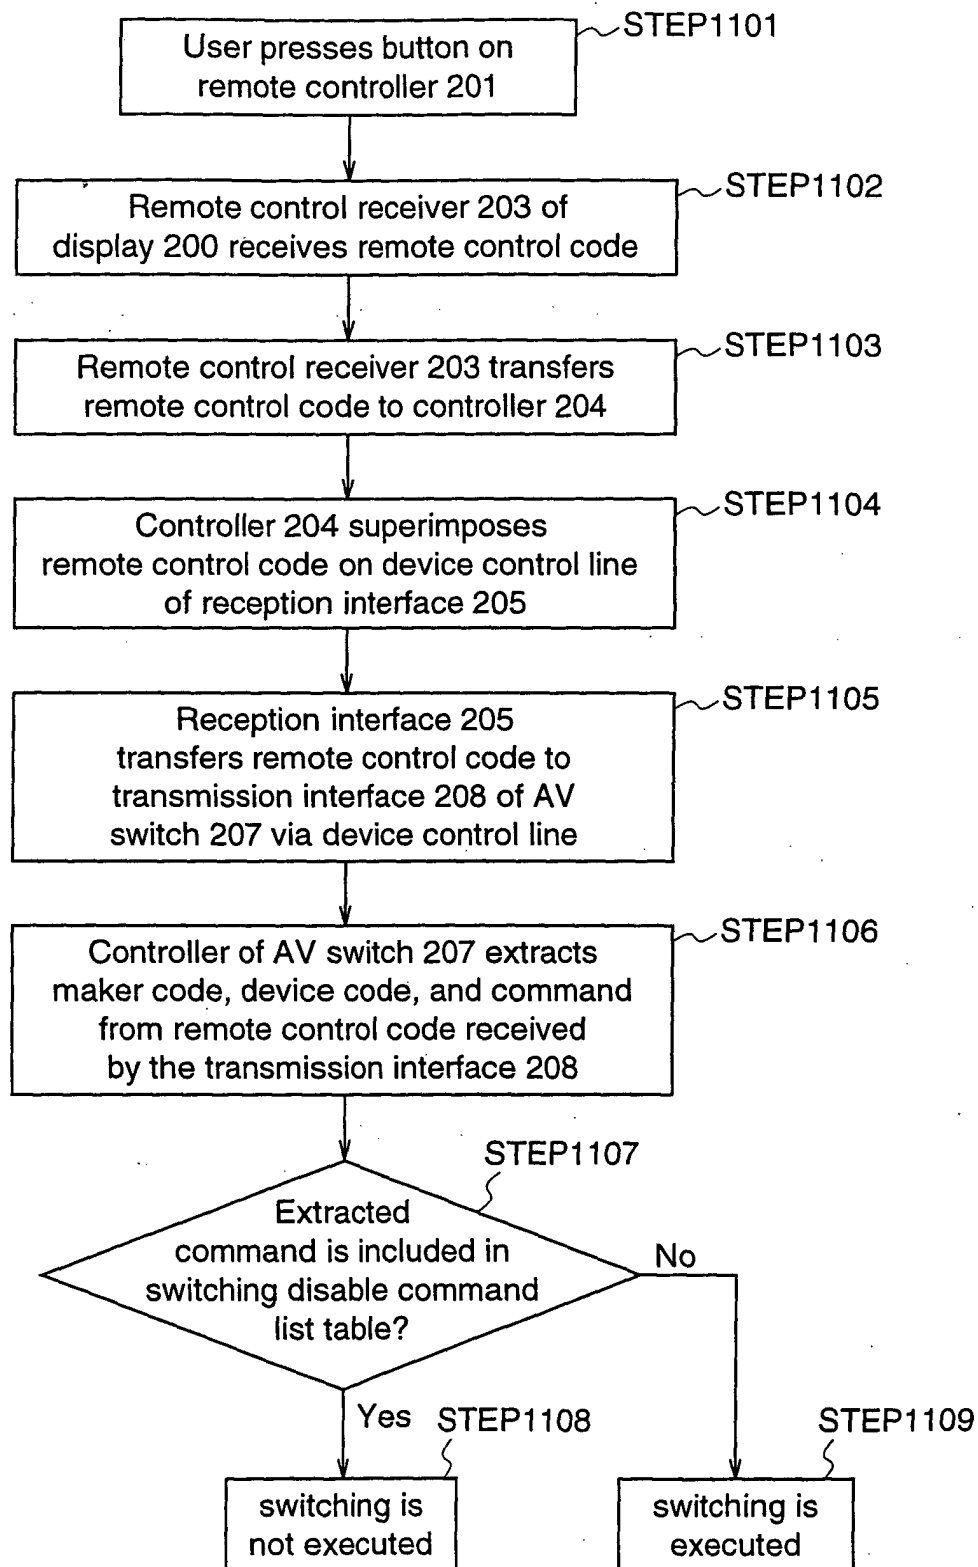 STEP1101
User presses button on
remote controller 201
STEP1102
Remote control receiver 203 of
display 200 receives remote control code
STEP1103
Remote control receiver 203 transfers
remote control code to controller 204
STEP1104
Controller 204 superimposes
remote control code on device control line
of reception interface 205
STEP1105
Reception interface 205
transfers remote control code to
transmission interface 208 of AV
switch 207 via device control line
STEP1106
Controller of AV switch 207 extracts
maker code, device code, and command
from remote control code received
by the transmission interface 208
STEP1107
Extracted
command is included in
switching disable command
list table?
No
Yes
STEP1108
switching is
not executed
STEP1109
switching is
executed